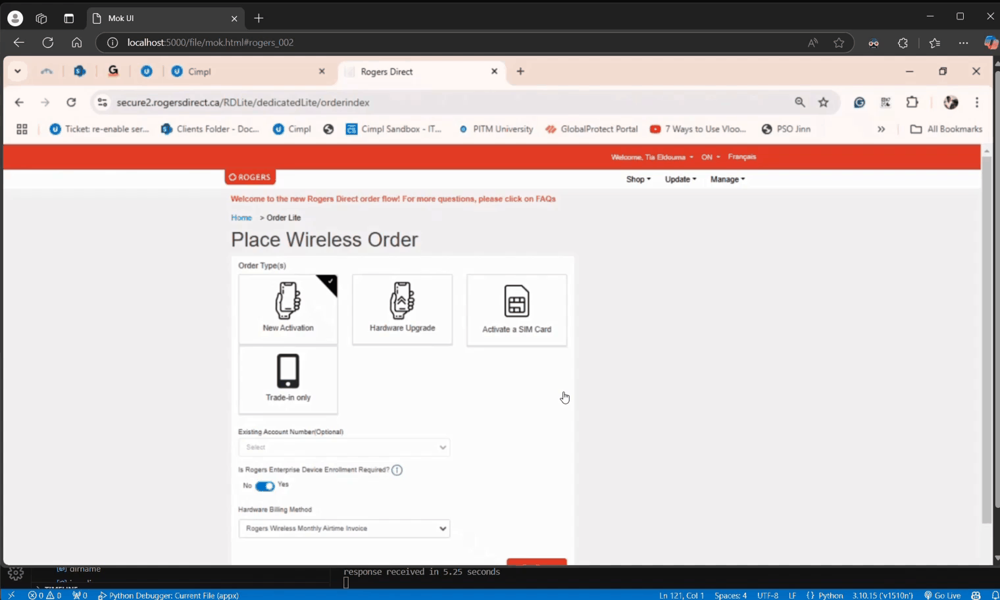 Mok UI
localhost:5000/file/mok.html#rogers_002
Cimpl
Rogers Direct
secure2.rogersdirect.ca/RDLite/dedicatedLite/orderindex
Ticket: re-enable ser... Clients Folder - Doc... Cimpl Cimpl Sandbox - IT... PITM University GlobalProtect Portal 7 Ways to Use Vloo... PSO Jinn » All Bookmarks
Welcome, Tia Eldouma ON Français
ROGERS
Shop Update Manage
Welcome to the new Rogers Direct order flow! For more questions, please click on FAQs
Home > Order Lite
Place Wireless Order
Order Type(s)
New Activation
Hardware Upgrade
Activate a SIM Card
Trade-in only
Existing Account Number(Optional)
Select
Is Rogers Enterprise Device Enrollment Required?
No Yes
Hardware Billing Method
Rogers Wireless Monthly Airtime Invoice
dirname
response received in 5.25 seconds
0 0 0 Python Debugger: Current File (appx) Ln 121, Col 1 Spaces: 4 UTF-8 LF {} Python 3.10.15 ('v1510n') Go Live